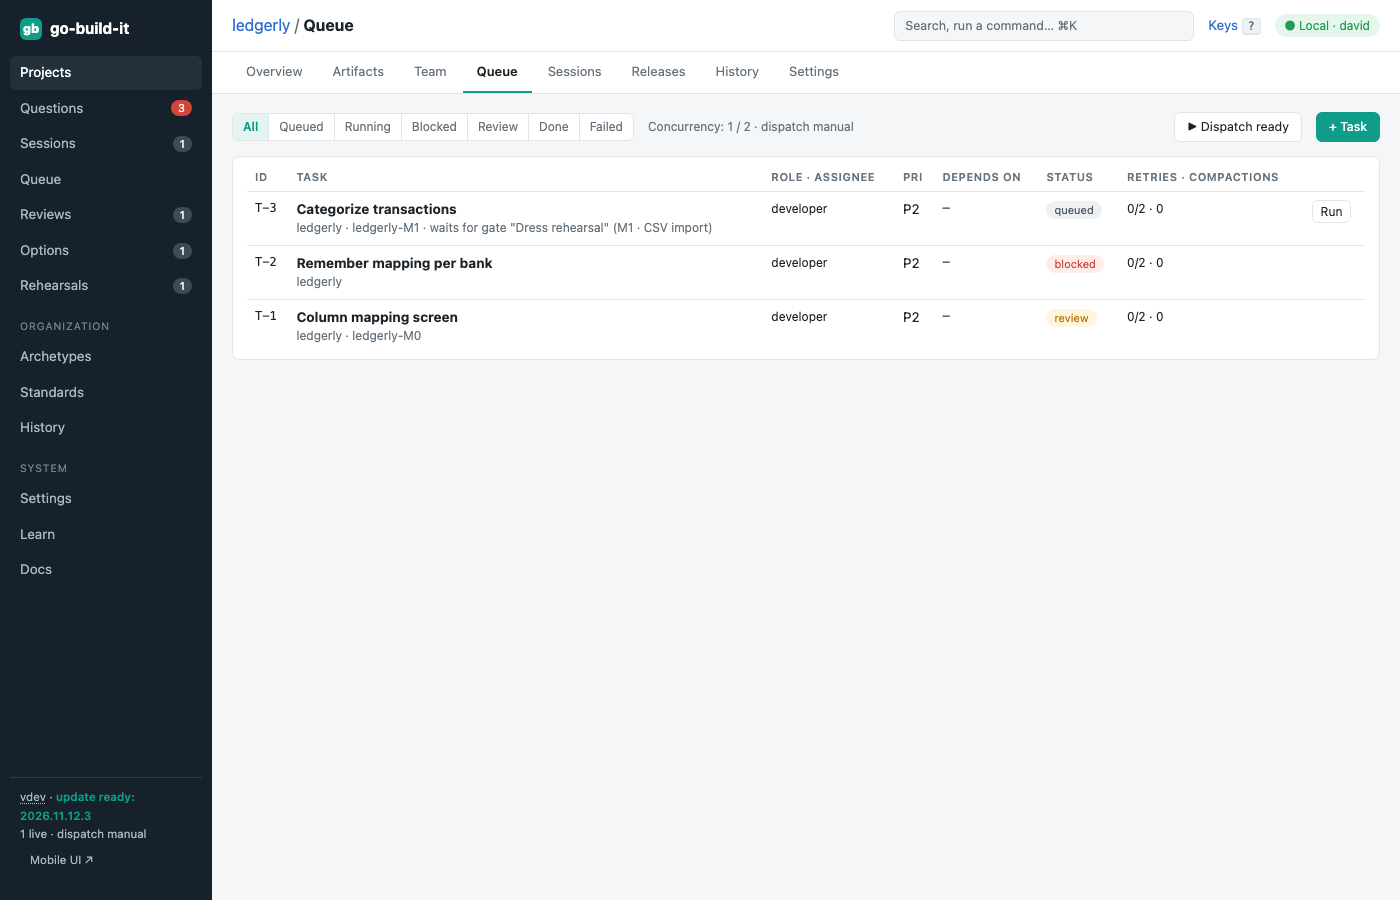 gb go-build-it
Projects
Questions 3
Sessions 1
Queue
Reviews 1
Options 1
Rehearsals 1
ORGANIZATION
Archetypes
Standards
History
SYSTEM
Settings
Learn
Docs
vdev · update ready:
2026.11.12.3
1 live · dispatch manual
Mobile UI ↗
ledgerly / Queue
Search, run a command... ⌘K
Keys ?
Local · david
Overview Artifacts Team Queue Sessions Releases History Settings
All Queued Running Blocked Review Done Failed Concurrency: 1 / 2 · dispatch manual
▶ Dispatch ready
+ Task
ID TASK ROLE · ASSIGNEE PRI DEPENDS ON STATUS RETRIES · COMPACTIONS
T-3 Categorize transactions developer P2 — queued 0/2 · 0 Run
ledgerly · ledgerly-M1 · waits for gate "Dress rehearsal" (M1 · CSV import)
T-2 Remember mapping per bank developer P2 — blocked 0/2 · 0
ledgerly
T-1 Column mapping screen developer P2 — review 0/2 · 0
ledgerly · ledgerly-M0